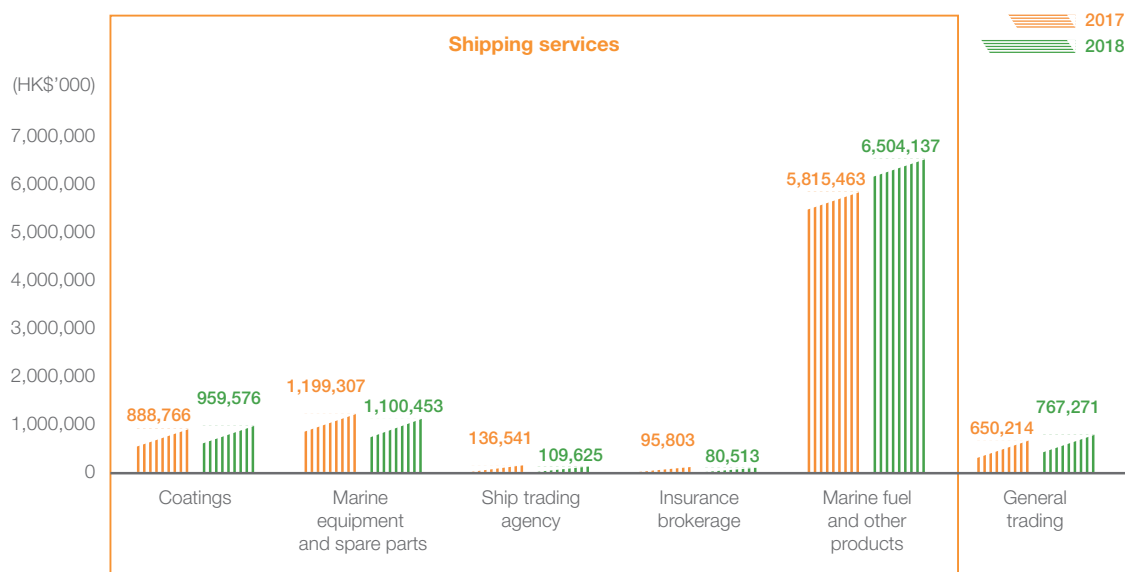 Shipping services
2017
2018
(HK$’000)
7,000,000
6,000,000
5,000,000
4,000,000
3,000,000
2,000,000
1,000,000
0
888,766
959,576
1,199,307
1,100,453
136,541
109,625
95,803
80,513
5,815,463
6,504,137
650,214
767,271
Coatings
Marine
equipment
and spare parts
Ship trading
agency
Insurance
brokerage
Marine fuel
and other
products
General
trading